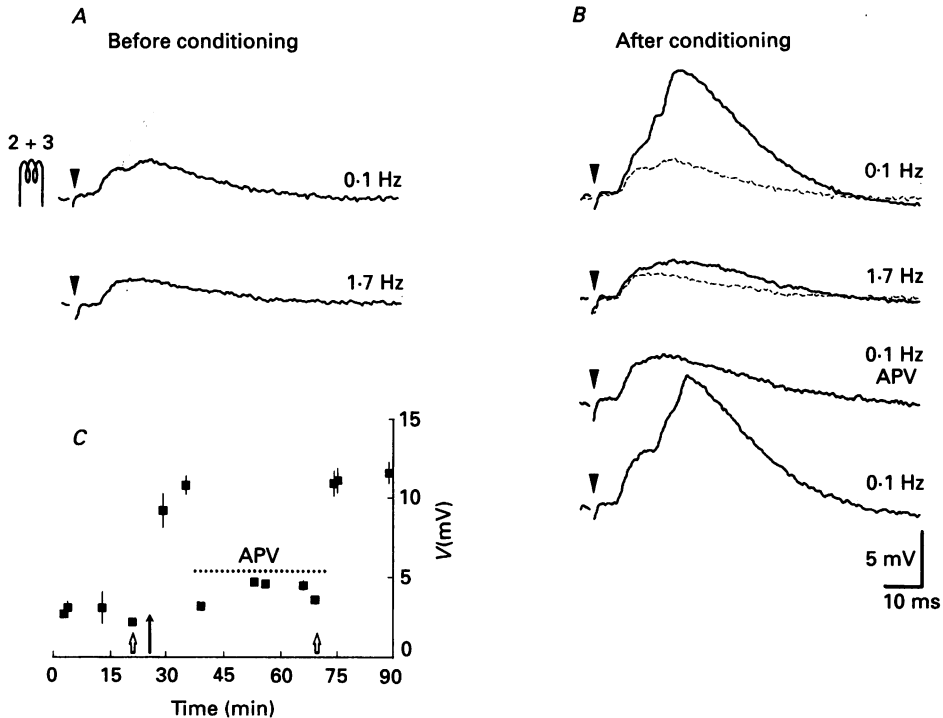 A
Before conditioning
2 + 3
0·1 Hz
1·7 Hz
B
After conditioning
0·1 Hz
1·7 Hz
0·1 Hz
APV
0·1 Hz
5 mV
10 ms
C
15
10
5
0
V(mV)
APV
0 15 30 45 60 75 90
Time (min)